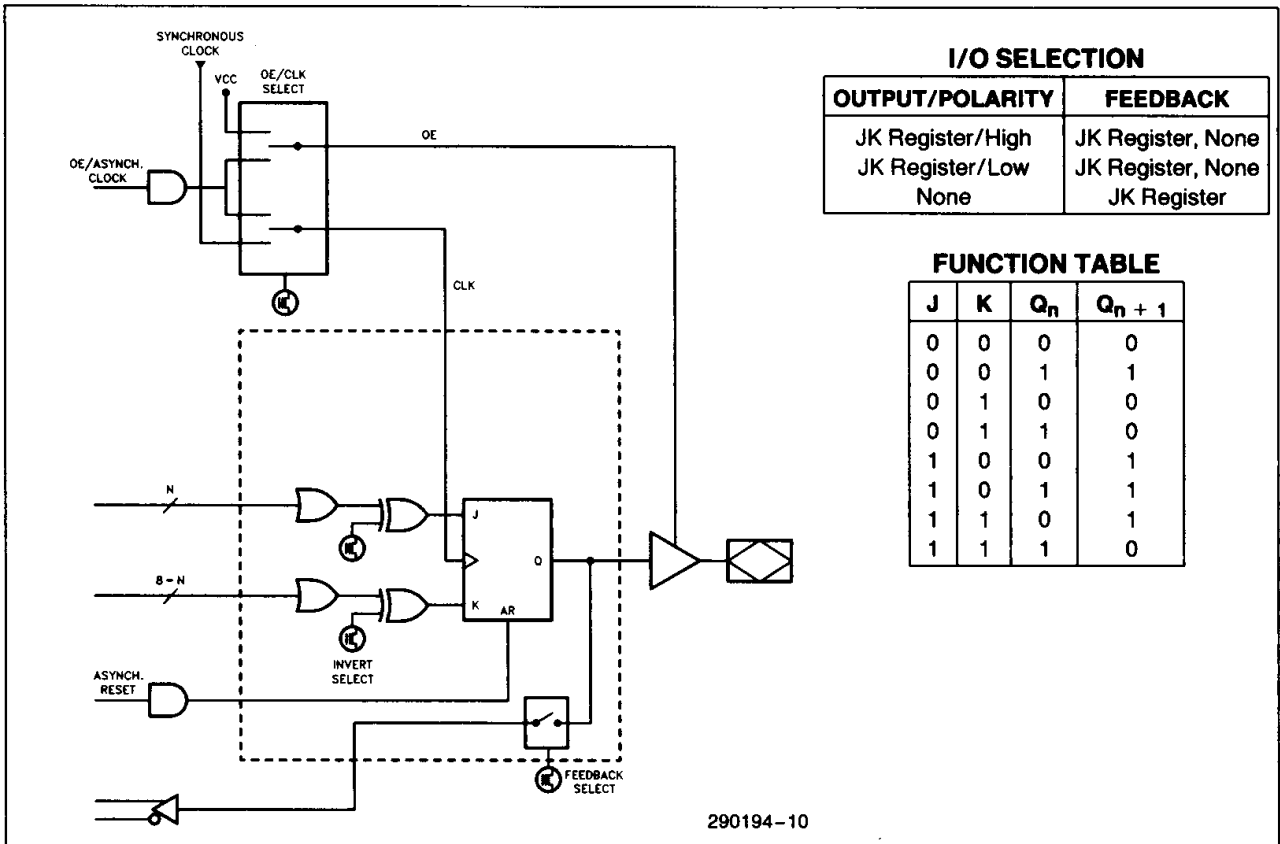 SYNCHRONOUS
CLOCK
VCC
OE/CLK
SELECT
OE
OE/ASYNCH.
CLOCK
CLK
N
J
Q
8-N
K
AR
INVERT
SELECT
ASYNCH.
RESET
FEEDBACK
SELECT
I/O SELECTION
OUTPUT/POLARITY FEEDBACK
JK Register/High JK Register, None
JK Register/Low JK Register, None
None JK Register
FUNCTION TABLE
J K Qn Qn + 1
0 0 0 0
0 0 1 1
0 1 0 0
0 1 1 0
1 0 0 1
1 0 1 1
1 1 0 1
1 1 1 0
290194-10